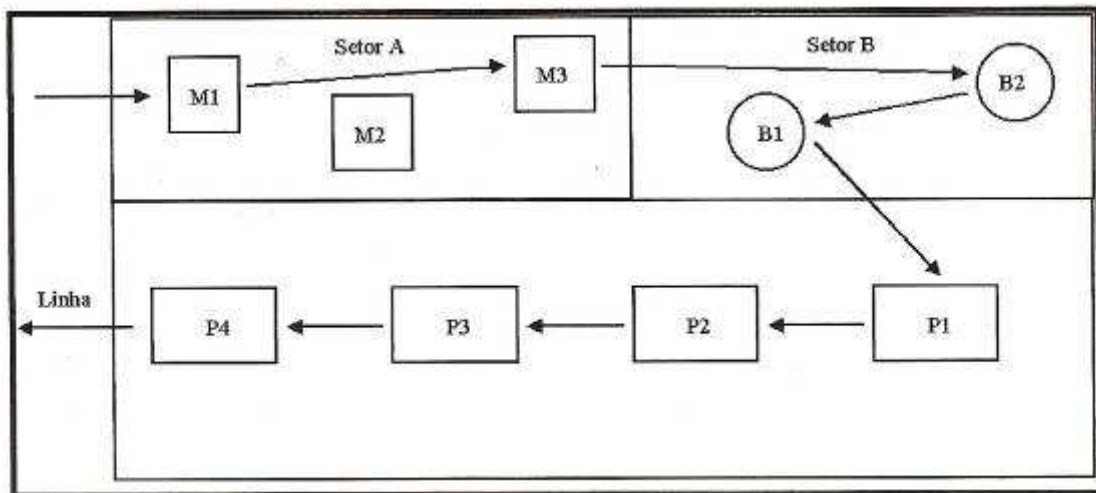 Setor A
Setor B
M1
M3
M2
B2
B1
Linha
P4
P3
P2
P1